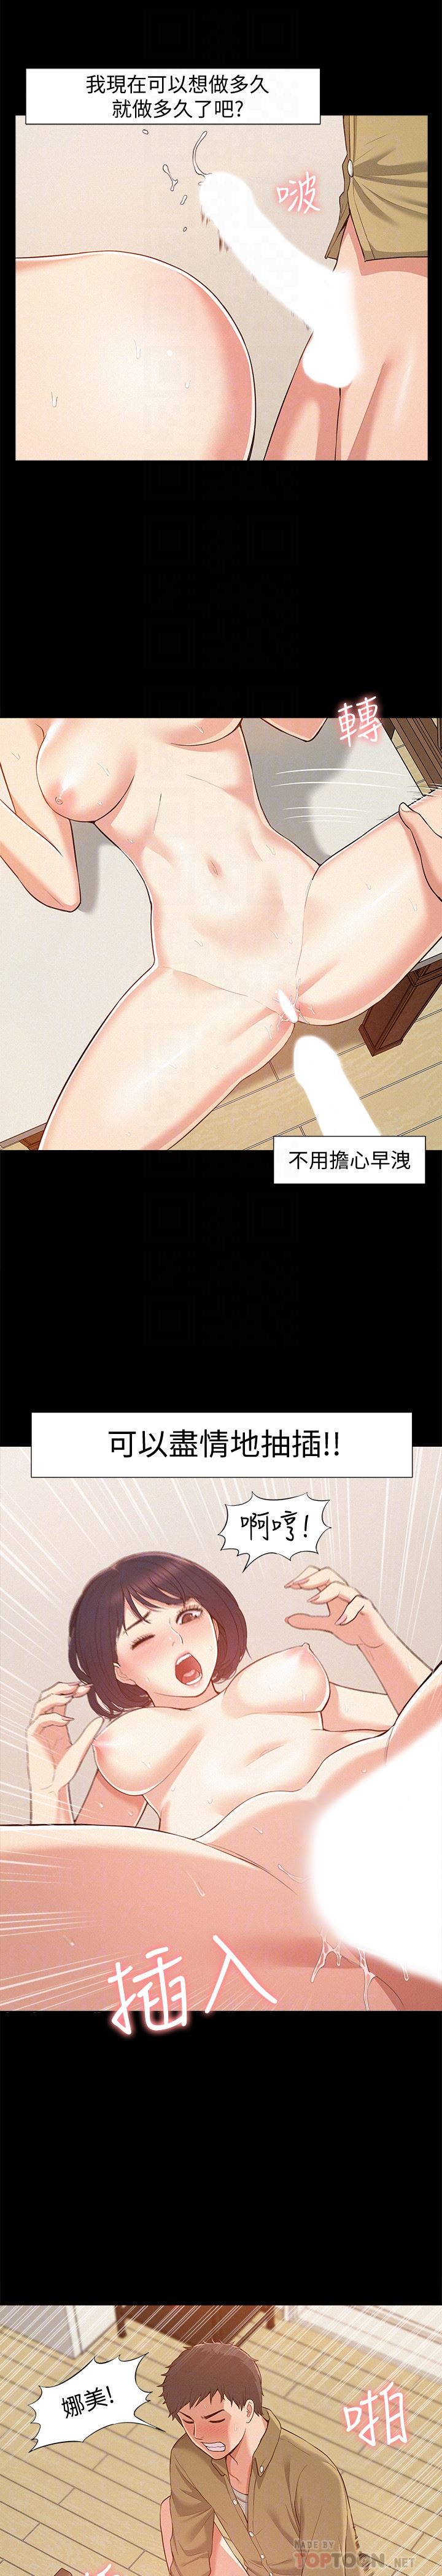 我現在可以想做多久
就做多久了吧?
啵
轉
不用擔心早洩
可以盡情地抽插!!
啊哼!
插入
娜美!
啪
MADE BY
TOPTOON.NET